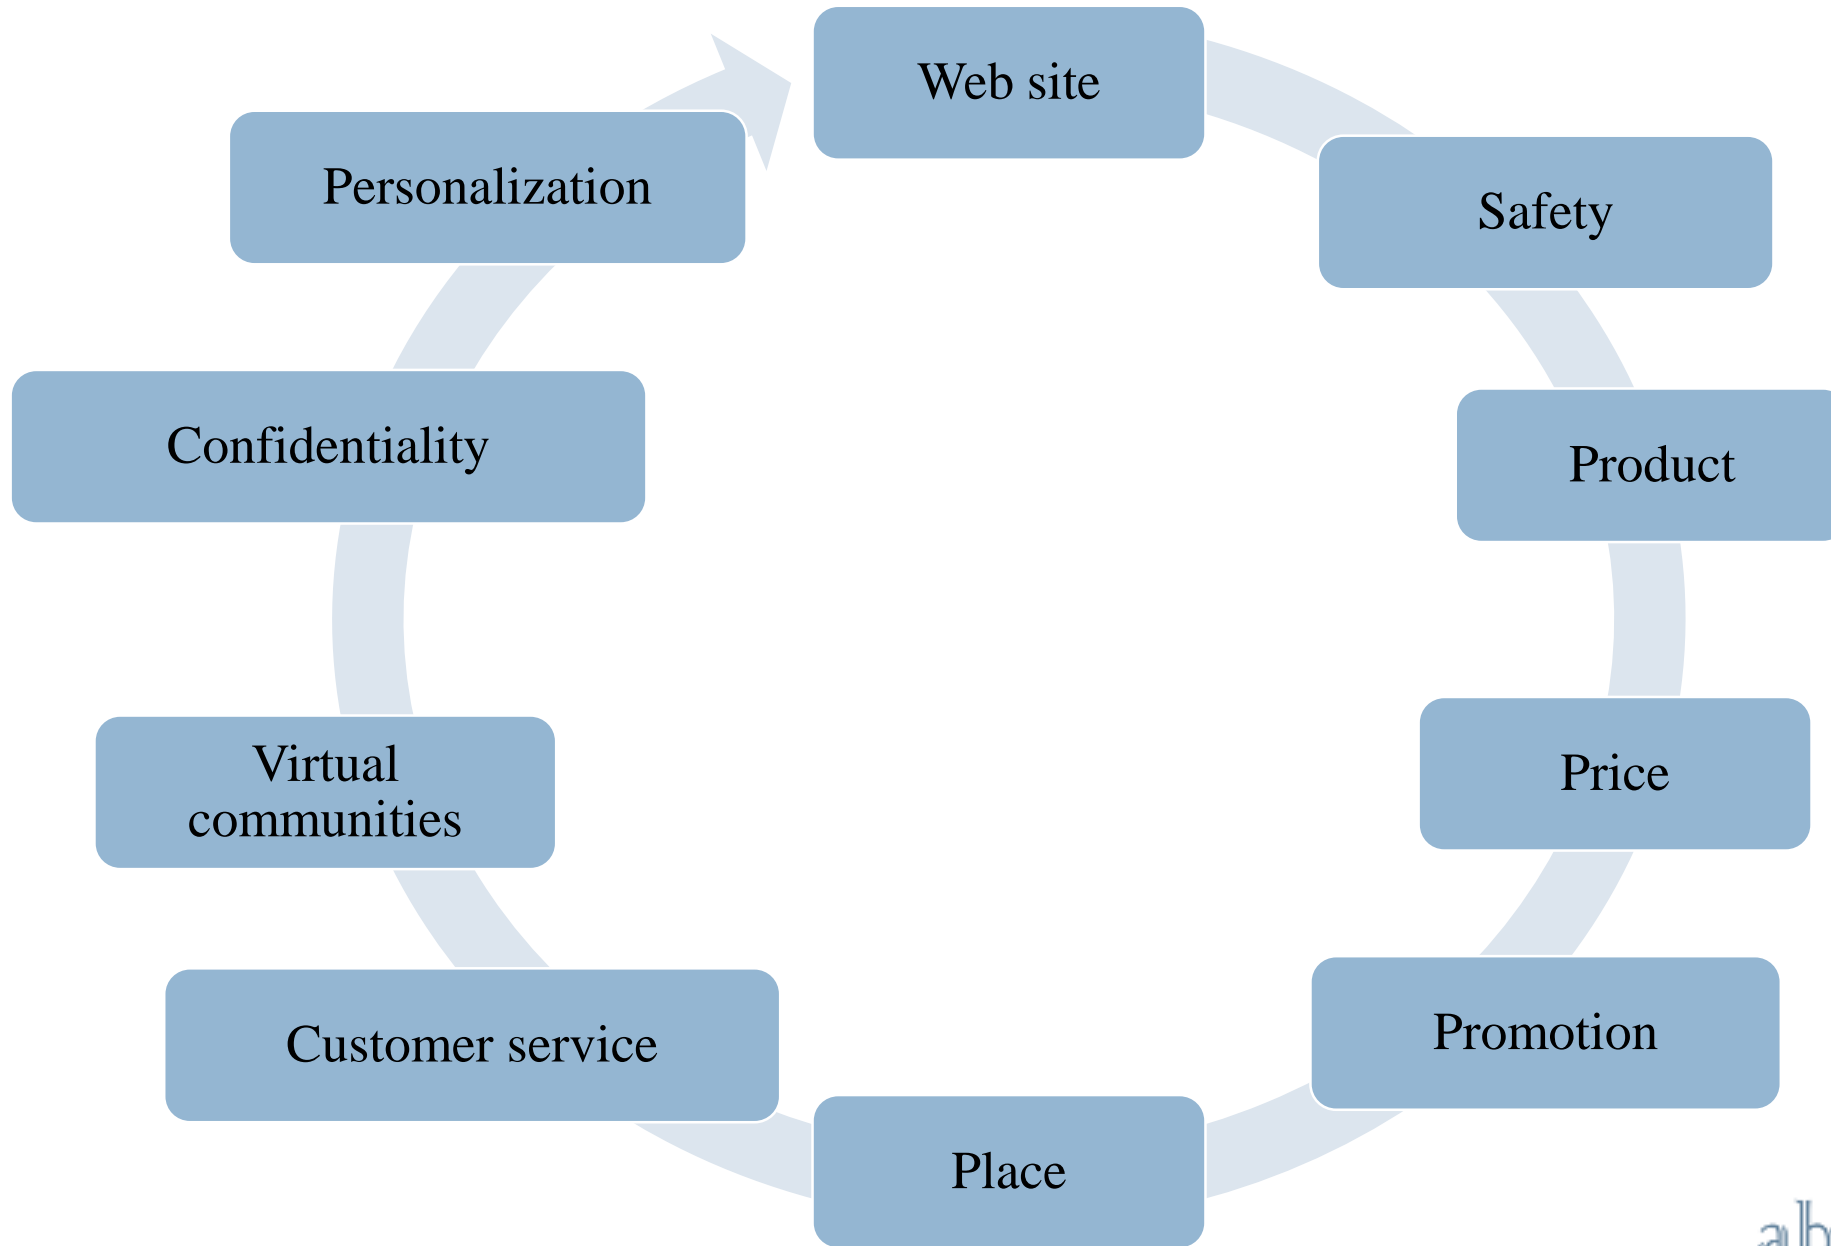 Web site
Safety
Product
Price
Promotion
Place
Customer service
Virtual
communities
Confidentiality
Personalization